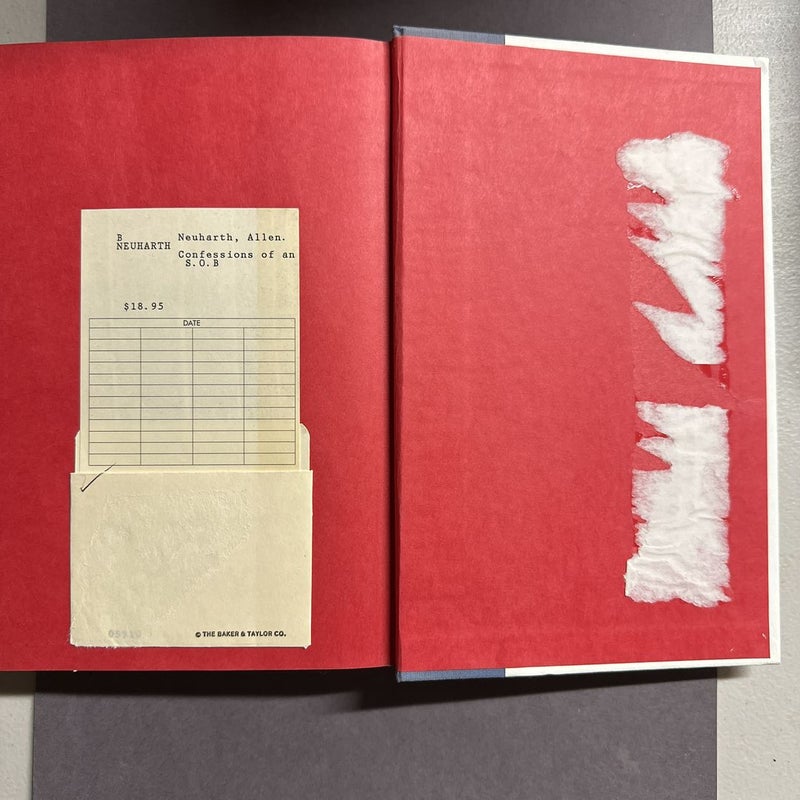 B
NEUHARTH
Neuharth, Allen.
Confessions of an
S.O.B
$18.95
DATE
© THE BAKER & TAYLOR CO.